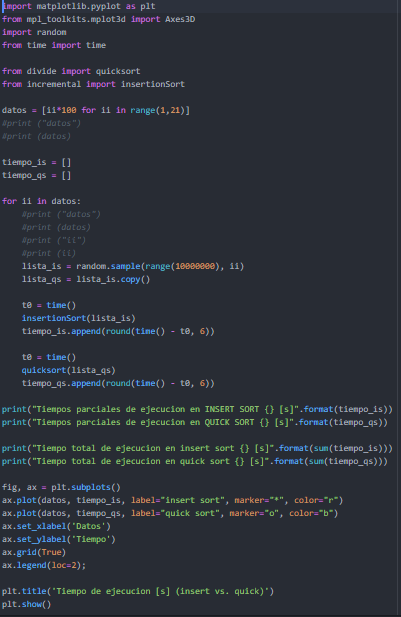 import matplotlib.pyplot as plt
from mpl_toolkits.mplot3d import Axes3D
import random
from time import time
from divide import quicksort
from incremental import insertionSort
datos = [ii*100 for ii in range(1,21)]
#print ("datos")
#print (datos)
tiempo_is = []
tiempo_qs = []
for ii in datos:
    #print ("datos")
    #print (datos)
    #print ("ii")
    #print (ii)
    lista_is = random.sample(range(10000000), ii)
    lista_qs = lista_is.copy()
    t0 = time()
    insertionSort(lista_is)
    tiempo_is.append(round(time() - t0, 6))
    t0 = time()
    quicksort(lista_qs)
    tiempo_qs.append(round(time() - t0, 6))
print("Tiempos parciales de ejecucion en INSERT SORT {} [s]".format(tiempo_is))
print("Tiempos parciales de ejecucion en QUICK SORT {} [s]".format(tiempo_qs))
print("Tiempo total de ejecucion en insert sort {} [s]".format(sum(tiempo_is)))
print("Tiempo total de ejecucion en quick sort {} [s]".format(sum(tiempo_qs)))
fig, ax = plt.subplots()
ax.plot(datos, tiempo_is, label="insert sort", marker="*", color="r")
ax.plot(datos, tiempo_qs, label="quick sort", marker="o", color="b")
ax.set_xlabel('Datos')
ax.set_ylabel('Tiempo')
ax.grid(True)
ax.legend(loc=2);
plt.title('Tiempo de ejecucion [s] (insert vs. quick)')
plt.show()